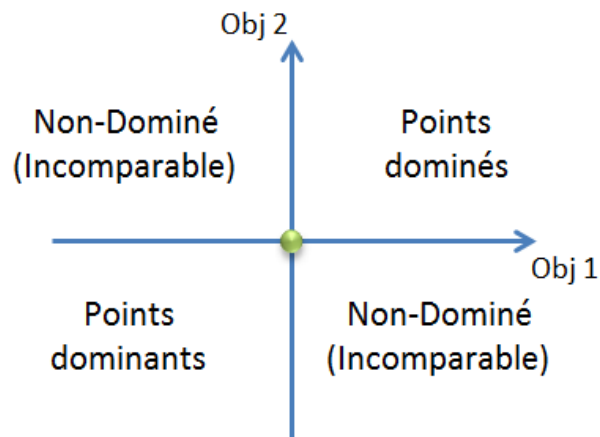 Obj 2
Non-Dominé
(Incomparable)
Points
dominés
Obj 1
Points
dominants
Non-Dominé
(Incomparable)